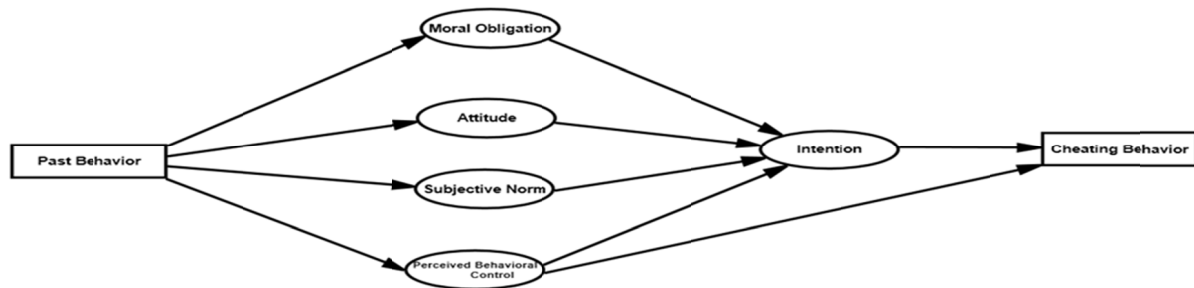 Moral Obligation
Attitude
Past Behavior
Intention
Cheating Behavior
Subjective Norm
Perceived Behavioral
Control